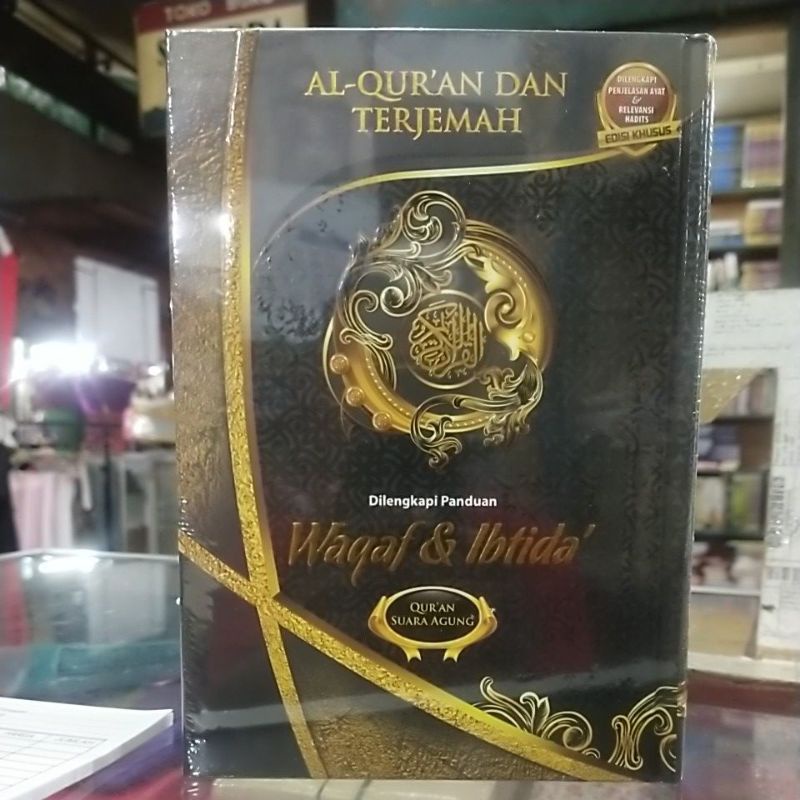 TOKO
AL-QUR'AN DAN
TERJEMAH
DILENGKAPI
PENJELASAN AYAT
&
RELEVANSI
HADITS
EDISI KHUSUS
Dilengkapi Panduan
Waqaf & Ibtida'
QUR'AN
SUARA AGUNG